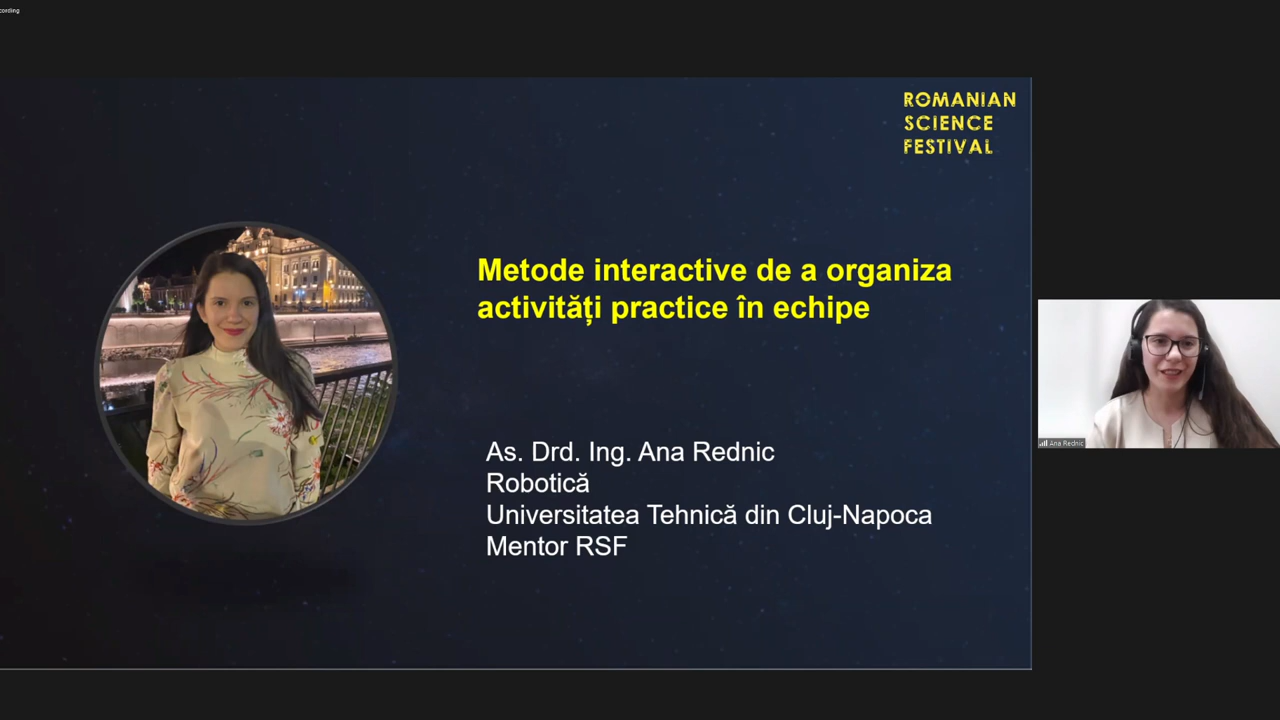 cording
ROMANIAN
SCIENCE
FESTIVAL
Metode interactive de a organiza
activități practice în echipe
As. Drd. Ing. Ana Rednic
Robotică
Universitatea Tehnică din Cluj-Napoca
Mentor RSF
Ana Rednic